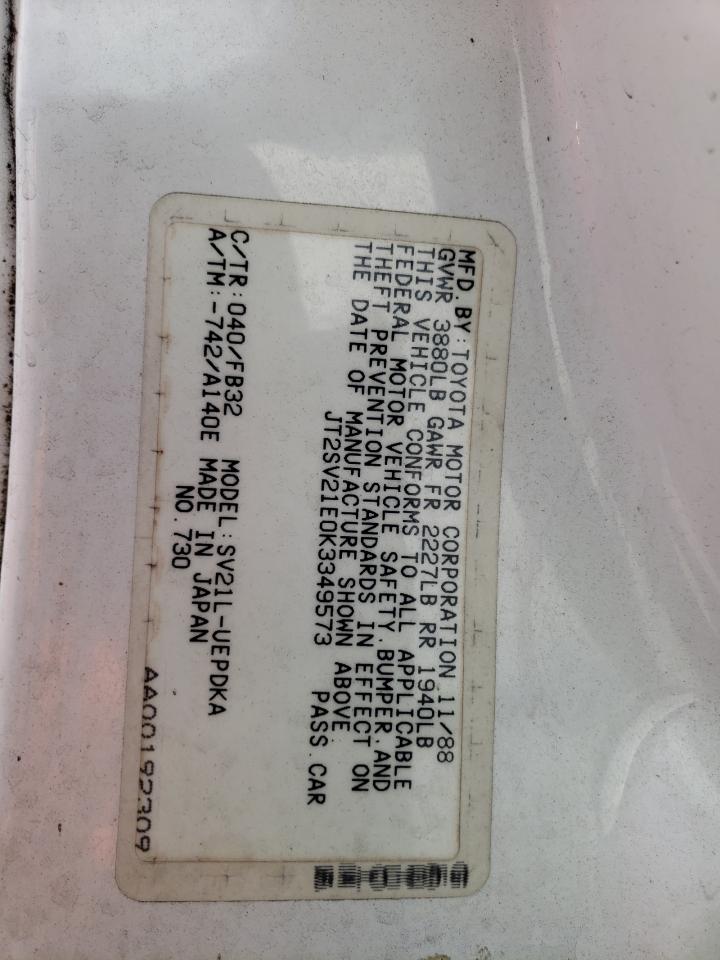 MFD.BY:TOYOTA MOTOR CORPORATION 11/88
GVWR 3880LB GAWR FR 2227LB RR 1940LB
THIS VEHICLE CONFORMS TO ALL APPLICABLE
FEDERAL MOTOR VEHICLE SAFETY.BUMPER.AND
THEFT PREVENTION STANDARDS IN EFFECT ON
THE DATE OF MANUFACTURE SHOWN ABOVE.
JT2SV21E0K3349573 PASS.CAR
C/TR:040/FB32 MODEL:SV21L-UEPDKA
A/TM:-742/A140E MADE IN JAPAN
NO.730
AA00192309